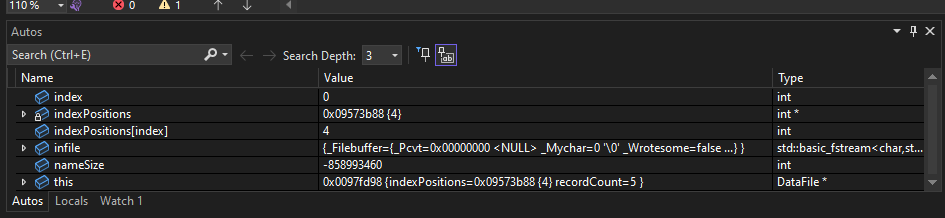 110 % 0 1
Autos
Search (Ctrl+E) Search Depth: 3
Name Value Type
index 0 int
indexPositions 0x09573b88 {4} int *
indexPositions[index] 4 int
infile {_Filebuffer={_Pcvt=0x00000000 <NULL> _Mychar=0 '\0' _Wrotesome=false ...} } std::basic_fstream<char,st...
nameSize -858993460 int
this 0x0097fd98 {indexPositions=0x09573b88 {4} recordCount=5 } DataFile *
Autos Locals Watch 1